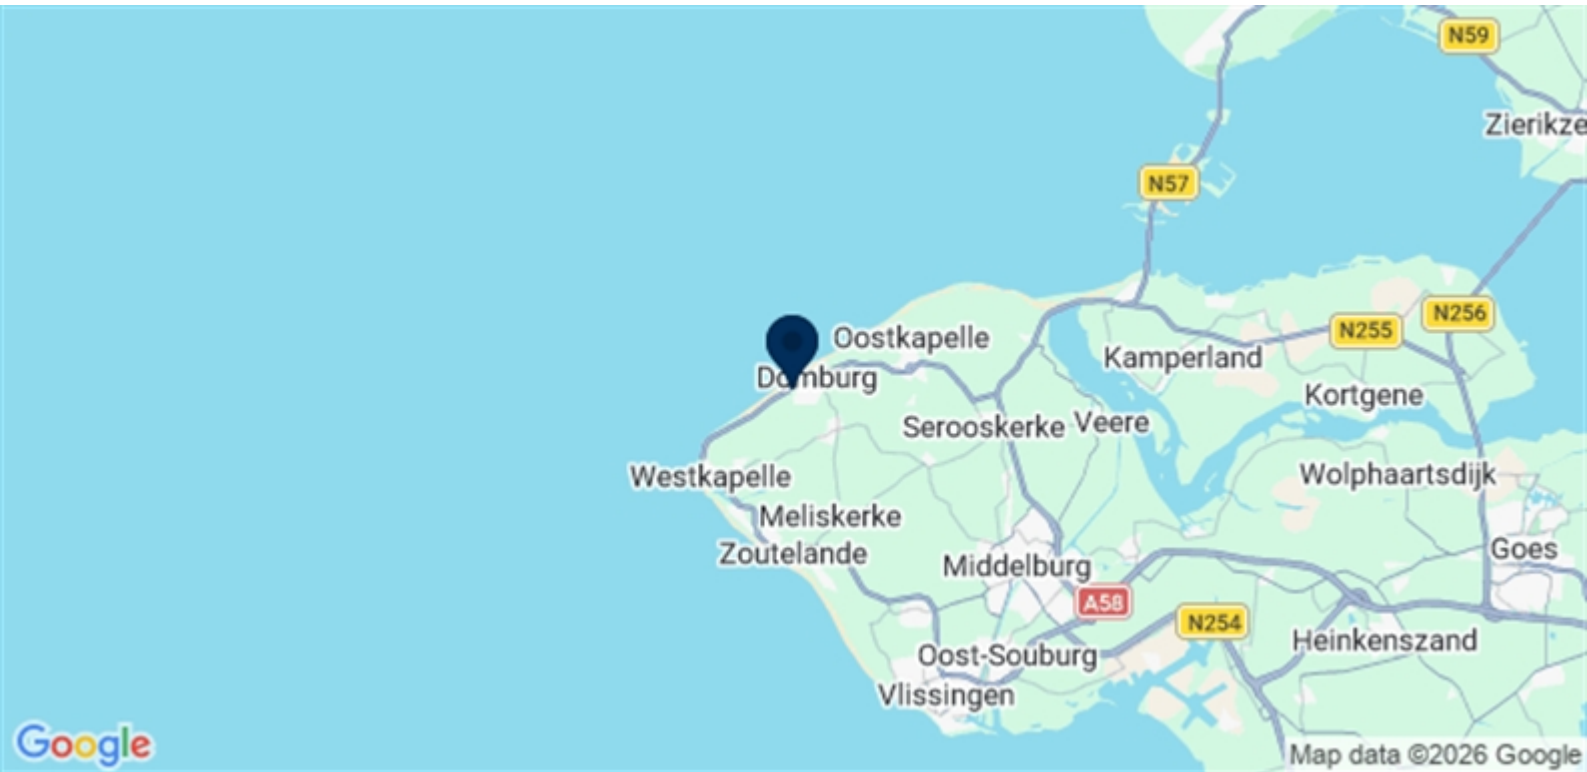 N59
Zierikze
N57
N256
N255
Oostkapelle
Kamperland
Domburg
Kortgene
Serooskerke
Veere
Westkapelle
Wolphaartsdijk
Meliskerke
Zoutelande
Goes
Middelburg
A58
N254
Heinkenszand
Oost-Souburg
Vlissingen
Google
Map data ©2026 Google